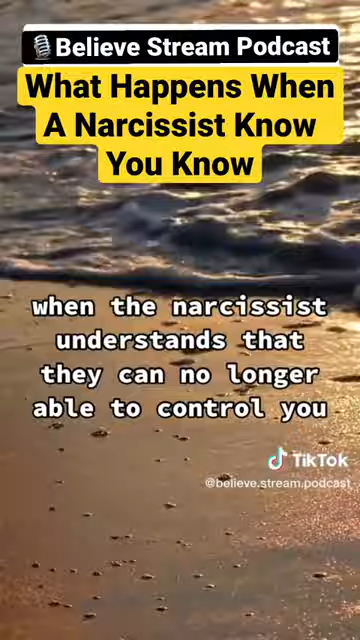 🎙Believe Stream Podcast
What Happens When
A Narcissist Know
You Know
when the narcissist
understands that
they can no longer
able to control you
TikTok
@believe.stream.podcast